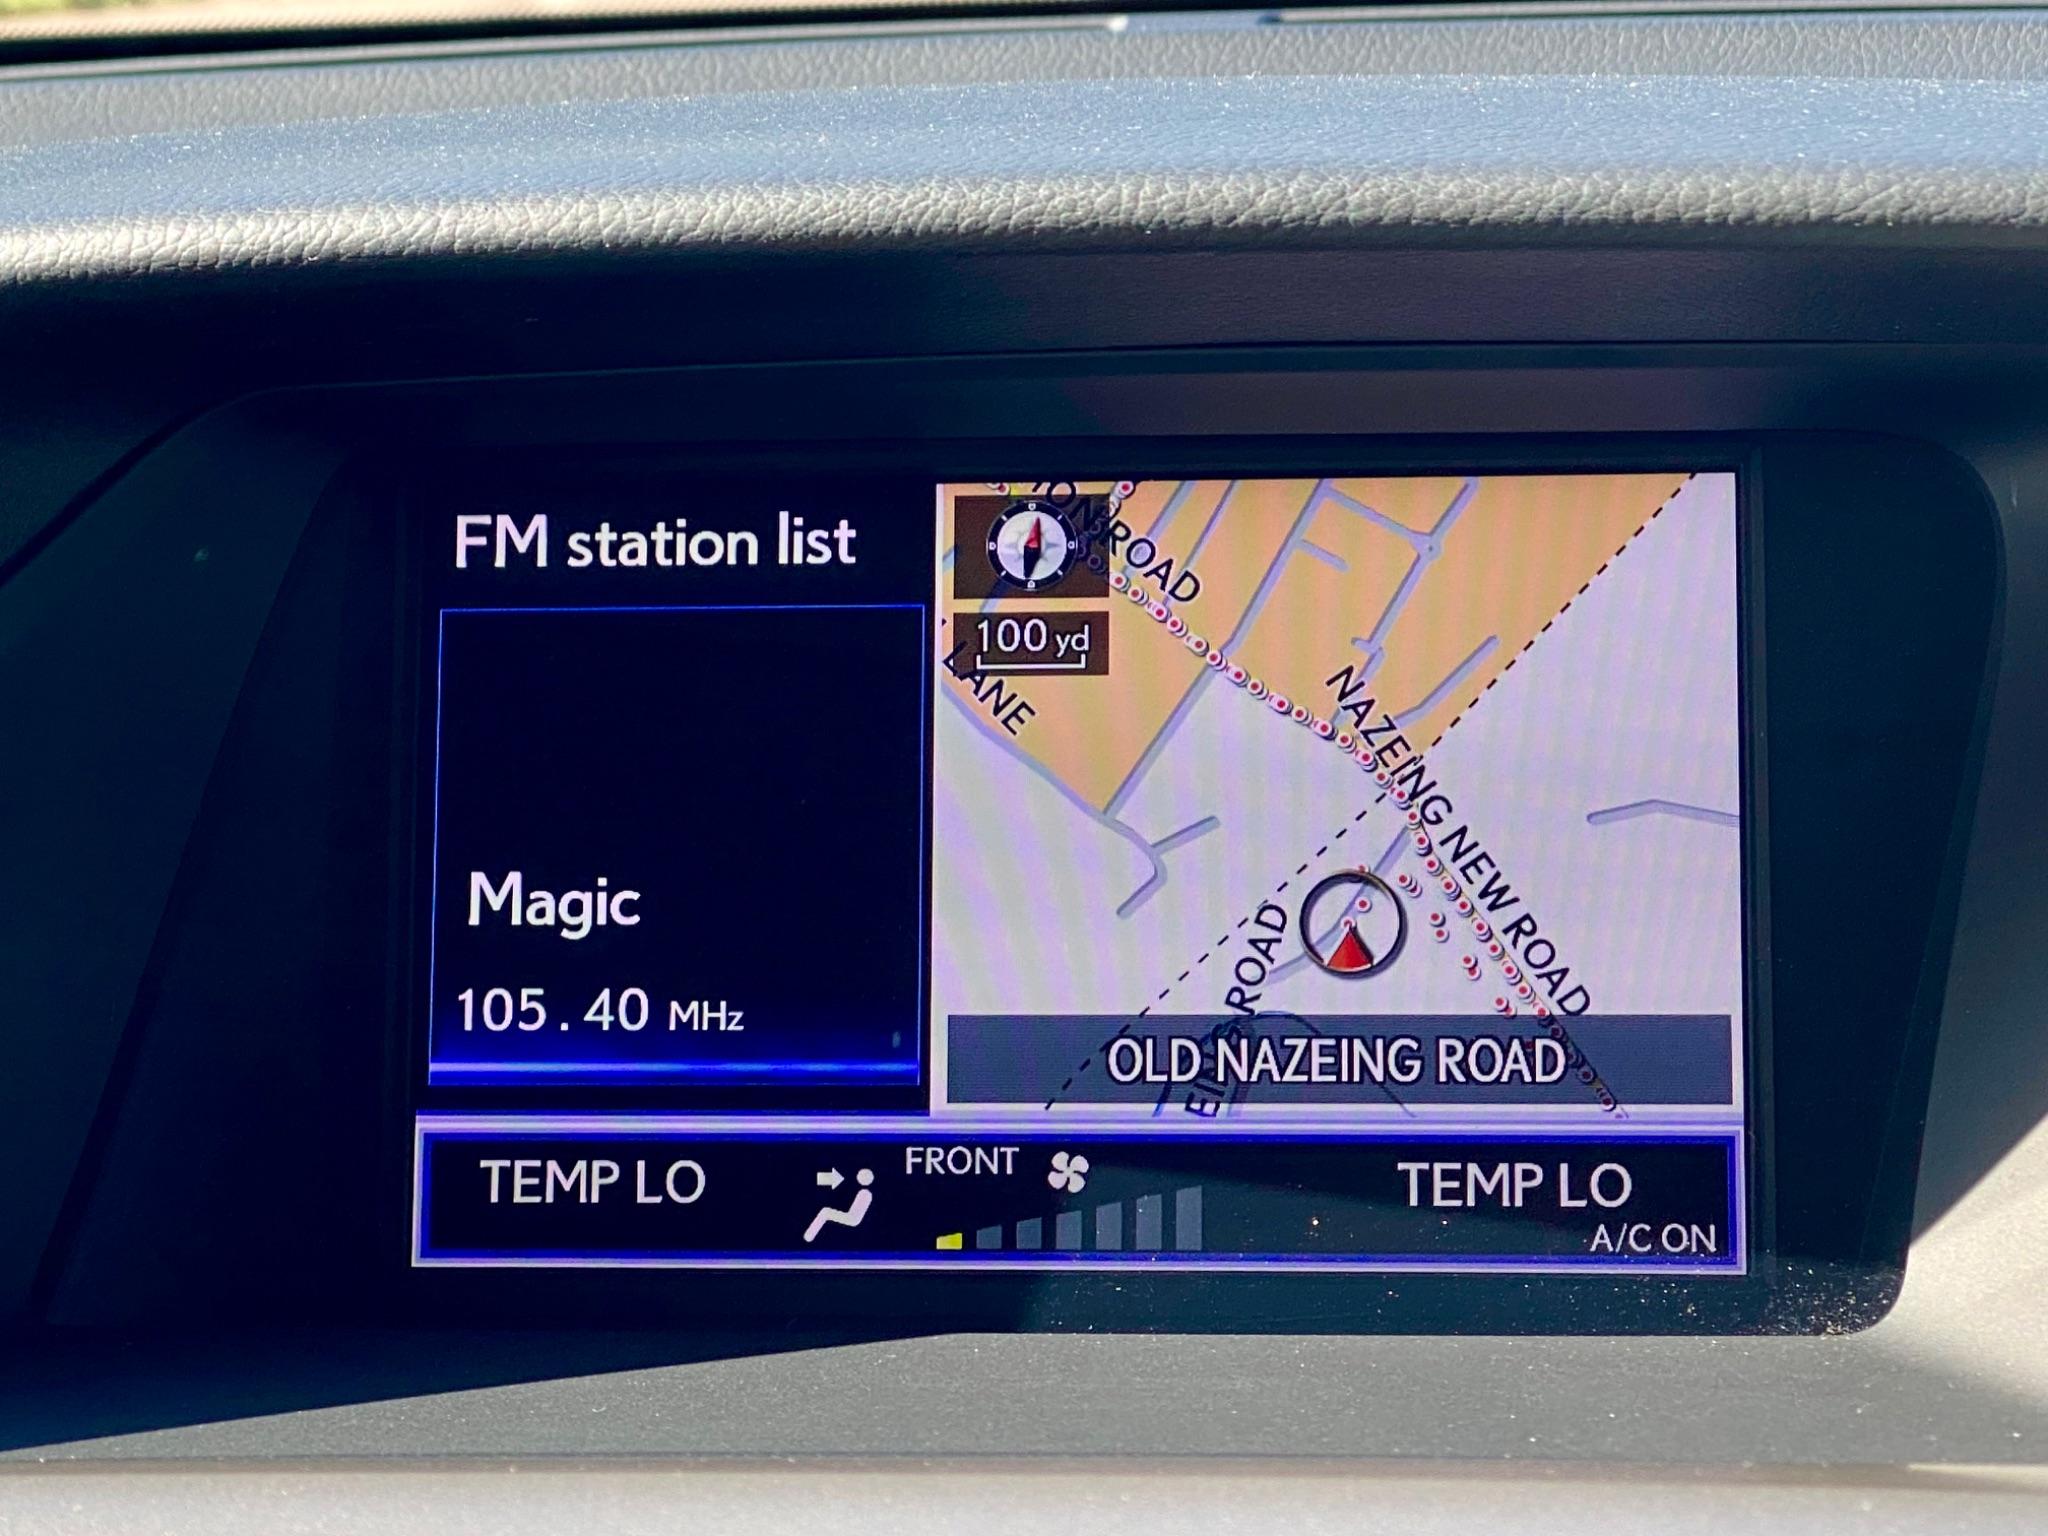 FM station list
Magic
105.40 MHz
ROAD
100 yd
LANE
NAZEING NEW ROAD
ROAD
OLD NAZEING ROAD
TEMP LO
FRONT
TEMP LO
A/C ON